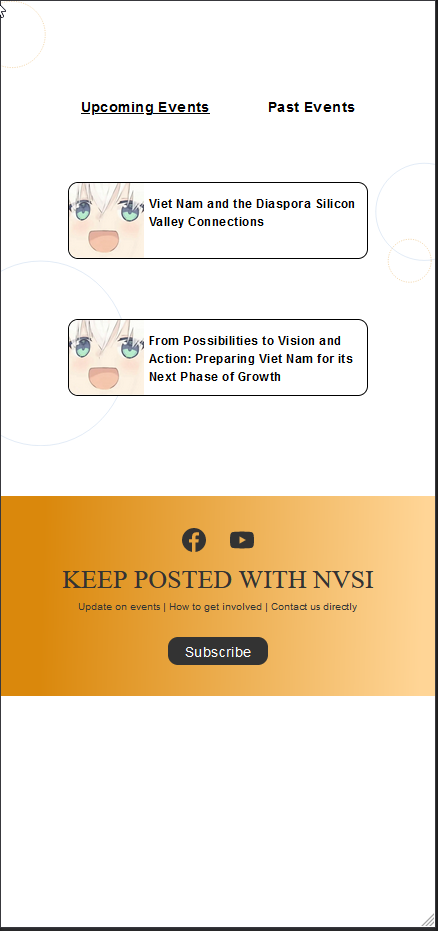 Upcoming Events Past Events
Viet Nam and the Diaspora Silicon
Valley Connections
From Possibilities to Vision and
Action: Preparing Viet Nam for its
Next Phase of Growth
KEEP POSTED WITH NVSI
Update on events | How to get involved | Contact us directly
Subscribe